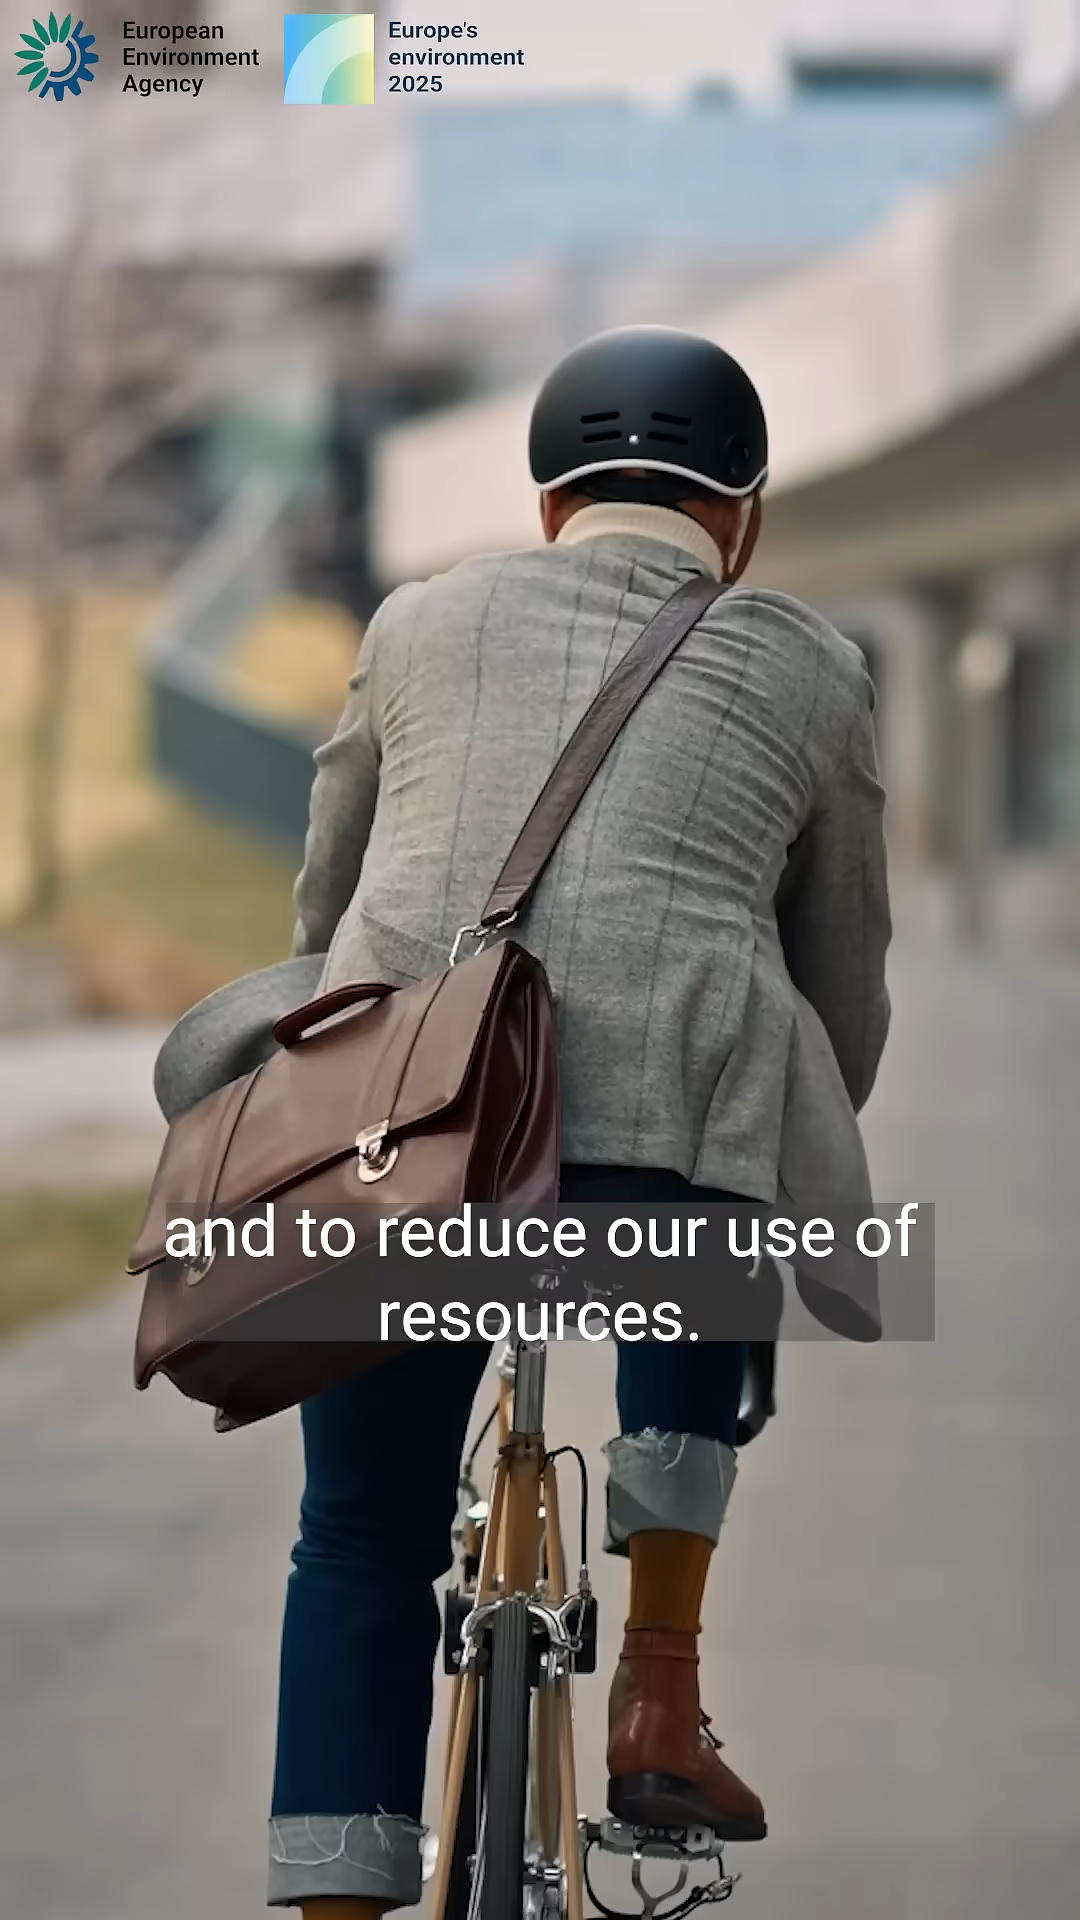 European
Environment
Agency
Europe's
environment
2025
and to reduce our use of
resources.